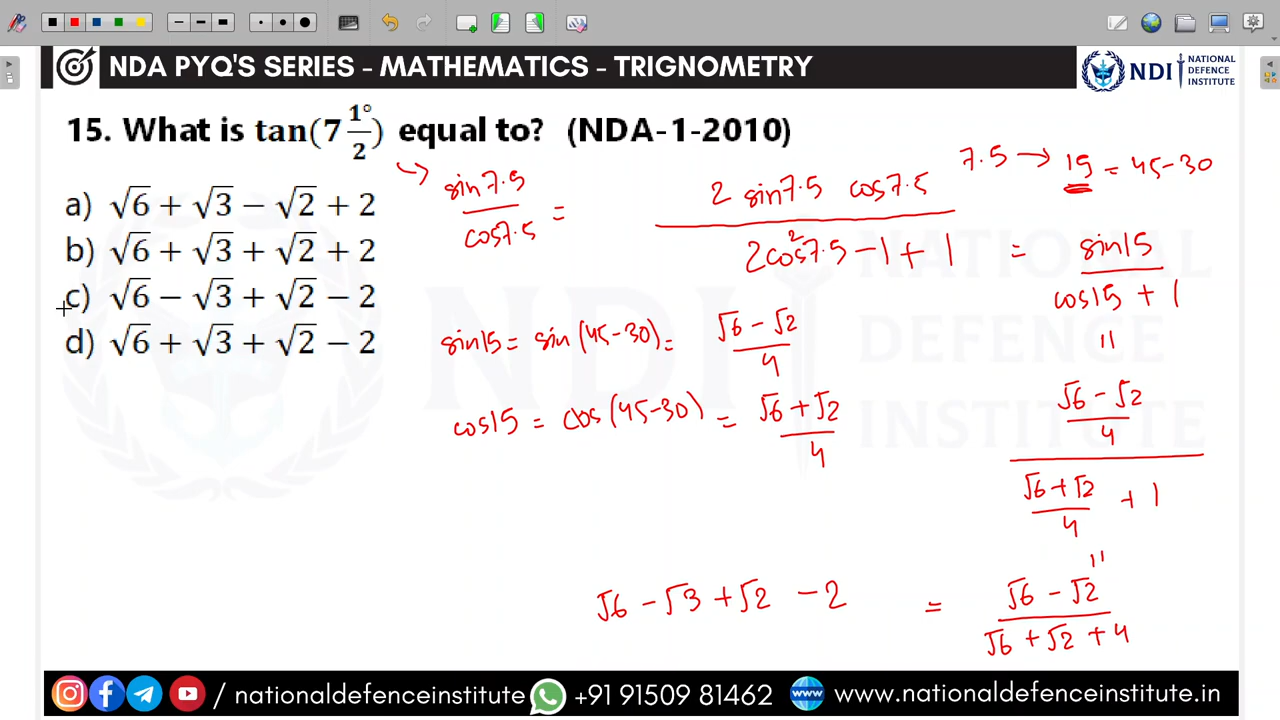 NDA PYQ'S SERIES - MATHEMATICS - TRIGNOMETRY
NDI NATIONAL DEFENCE INSTITUTE
15. What is tan(7 1/2°) equal to? (NDA-1-2010)
a) √6 + √3 − √2 + 2
b) √6 + √3 + √2 + 2
c) √6 − √3 + √2 − 2
d) √6 + √3 + √2 − 2
7.5 → 15 = 45-30
sin7.5 / cos7.5 = 2 sin7.5 cos7.5 / 2cos²7.5 - 1 + 1 = sin15 / cos15 + 1
sin15 = sin(45-30) = √6 - √2 / 4
cos15 = cos(45-30) = √6 + √2 / 4
=
√6 - √2 / 4
√6 + √2 / 4 + 1
=
√6 - √3 + √2 - 2 = √6 - √2 / √6 + √2 + 4
NDI NATIONAL DEFENCE INSTITUTE
/ nationaldefenceinstitute +91 91509 81462 www.nationaldefenceinstitute.in